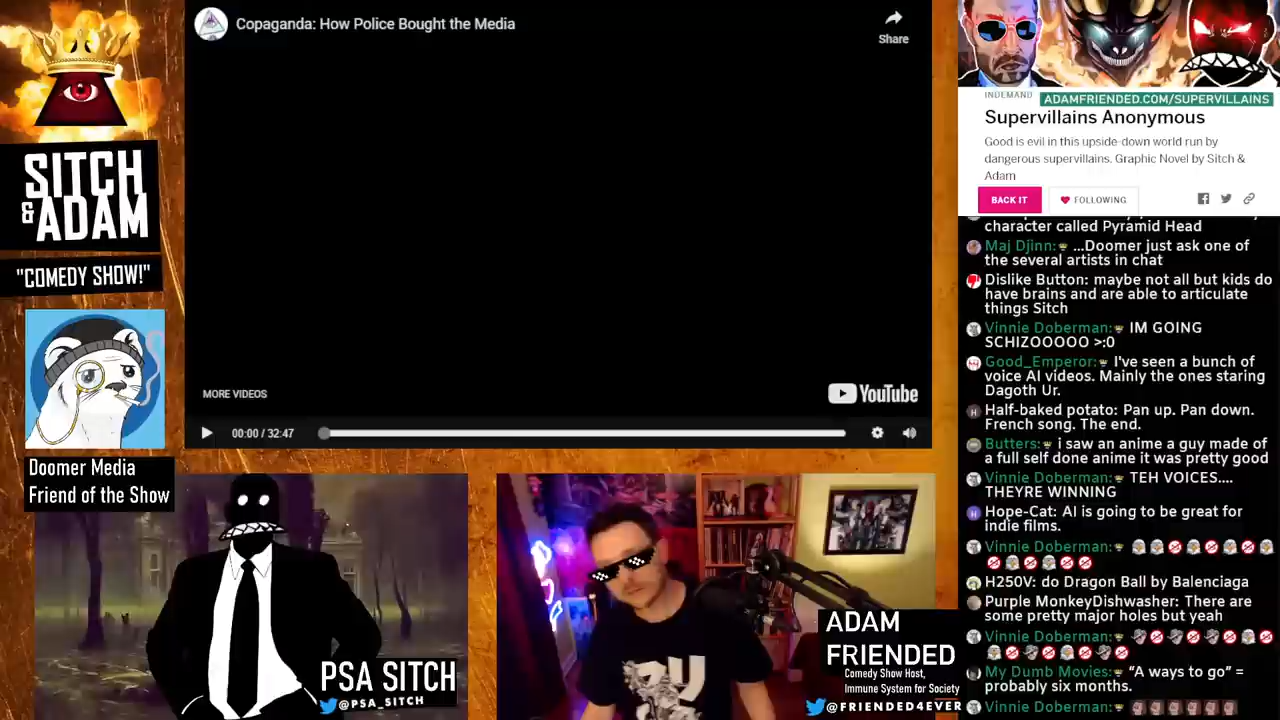 Copaganda: How Police Bought the Media
Share
MORE VIDEOS
YouTube
00:00 / 32:47
SITCH
& ADAM
"COMEDY SHOW!"
Doomer Media
Friend of the Show
PSA SITCH
@PSA_SITCH
ADAM
FRIENDED
Comedy Show Host,
Immune System for Society
@FRIENDED4EVER
INDEMAND
ADAMFRIENDED.COM/SUPERVILLAINS
Supervillains Anonymous
Good is evil in this upside-down world run by
dangerous supervillains. Graphic Novel by Sitch &
Adam
BACK IT
FOLLOWING
character called Pyramid Head
Maj Djinn: ...Doomer just ask one of
the several artists in chat
Dislike Button: maybe not all but kids do
have brains and are able to articulate
things Sitch
Vinnie Doberman: IM GOING
SCHIZOOOOO >:0
Good_Emperor: I've seen a bunch of
voice AI videos. Mainly the ones staring
Dagoth Ur.
H
Half-baked potato: Pan up. Pan down.
French song. The end.
Butters: i saw an anime a guy made of
a full self done anime it was pretty good
Vinnie Doberman: TEH VOICES....
THEYRE WINNING
H
Hope-Cat: AI is going to be great for
indie films.
Vinnie Doberman:
H250V: do Dragon Ball by Balenciaga
Purple MonkeyDishwasher: There are
some pretty major holes but yeah
Vinnie Doberman:
My Dumb Movies: “A ways to go” =
probably six months.
Vinnie Doberman: